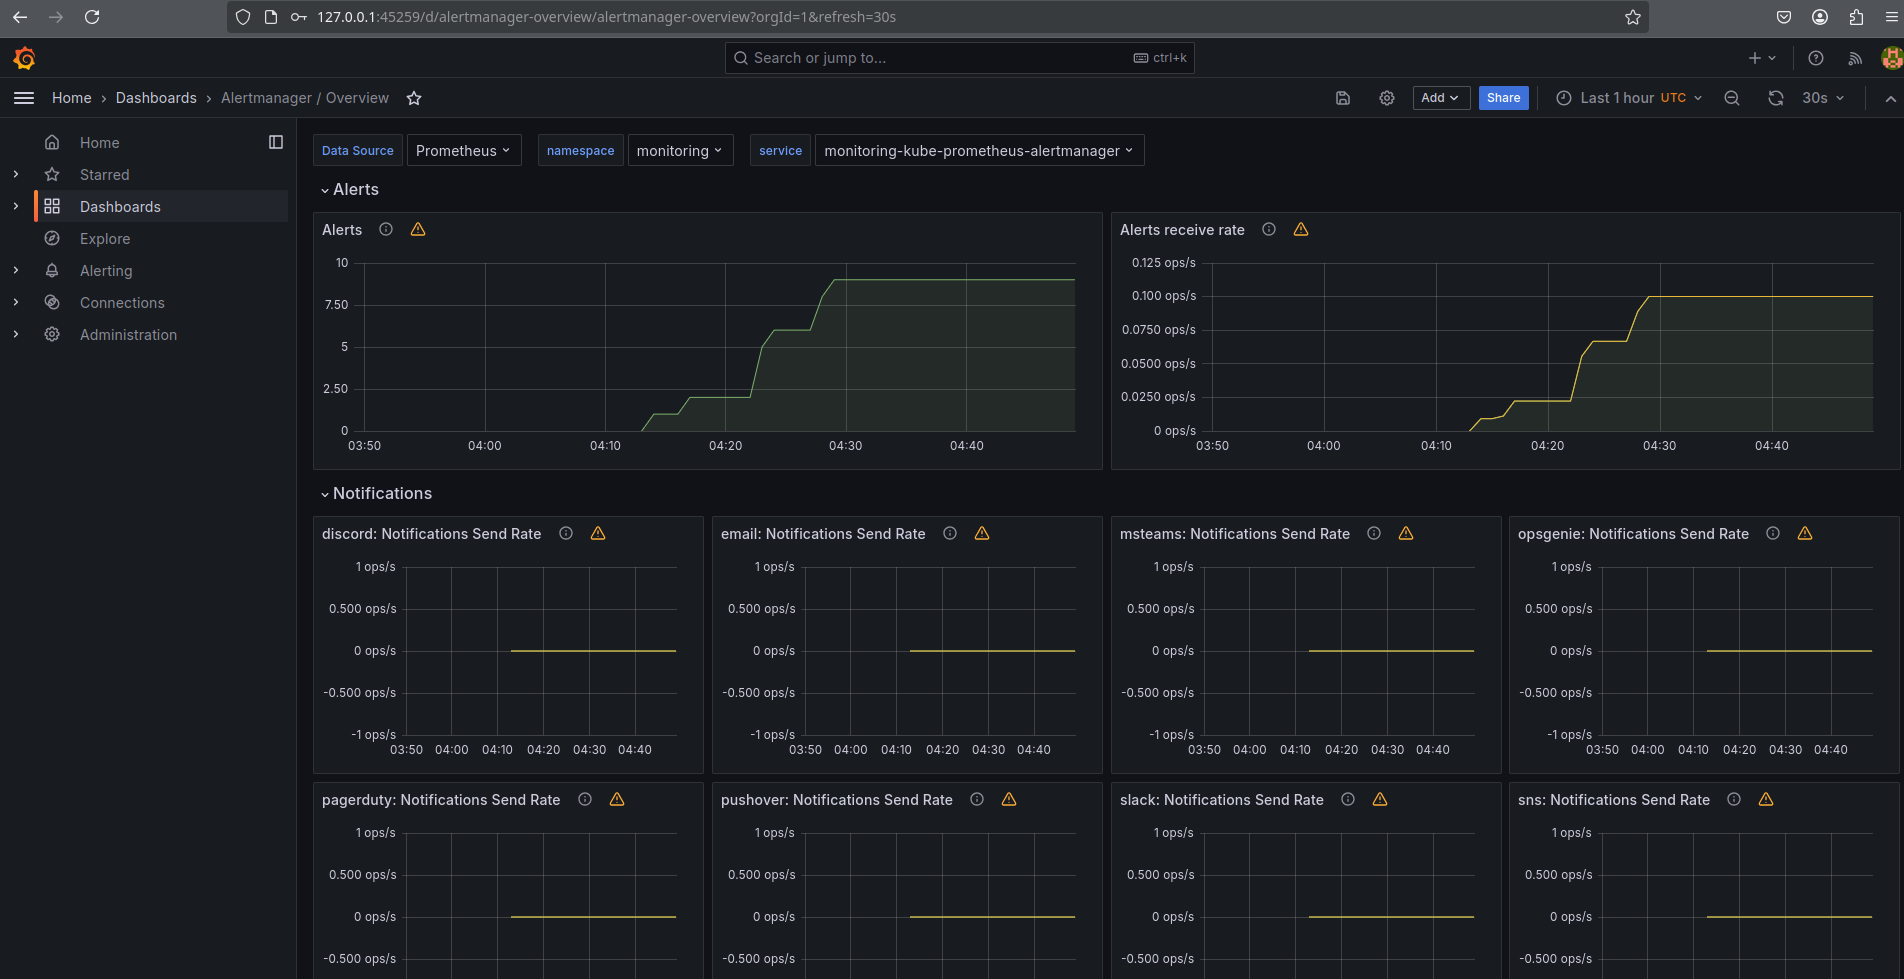 127.0.0.1:45259/d/alertmanager-overview/alertmanager-overview?orgId=1&refresh=30s
Search or jump to... ctrl+k
Home › Dashboards › Alertmanager / Overview Add Share Last 1 hour UTC 30s
Home
Starred
Dashboards
Explore
Alerting
Connections
Administration
Data Source Prometheus namespace monitoring service monitoring-kube-prometheus-alertmanager
Alerts
Alerts
10
7.50
5
2.50
0
03:50 04:00 04:10 04:20 04:30 04:40
Alerts receive rate
0.125 ops/s
0.100 ops/s
0.0750 ops/s
0.0500 ops/s
0.0250 ops/s
0 ops/s
03:50 04:00 04:10 04:20 04:30 04:40
Notifications
discord: Notifications Send Rate
1 ops/s
0.500 ops/s
0 ops/s
-0.500 ops/s
-1 ops/s
03:50 04:00 04:10 04:20 04:30 04:40
email: Notifications Send Rate
1 ops/s
0.500 ops/s
0 ops/s
-0.500 ops/s
-1 ops/s
03:50 04:00 04:10 04:20 04:30 04:40
msteams: Notifications Send Rate
1 ops/s
0.500 ops/s
0 ops/s
-0.500 ops/s
-1 ops/s
03:50 04:00 04:10 04:20 04:30 04:40
opsgenie: Notifications Send Rate
1 ops/s
0.500 ops/s
0 ops/s
-0.500 ops/s
-1 ops/s
03:50 04:00 04:10 04:20 04:30 04:40
pagerduty: Notifications Send Rate
1 ops/s
0.500 ops/s
0 ops/s
-0.500 ops/s
pushover: Notifications Send Rate
1 ops/s
0.500 ops/s
0 ops/s
-0.500 ops/s
slack: Notifications Send Rate
1 ops/s
0.500 ops/s
0 ops/s
-0.500 ops/s
sns: Notifications Send Rate
1 ops/s
0.500 ops/s
0 ops/s
-0.500 ops/s